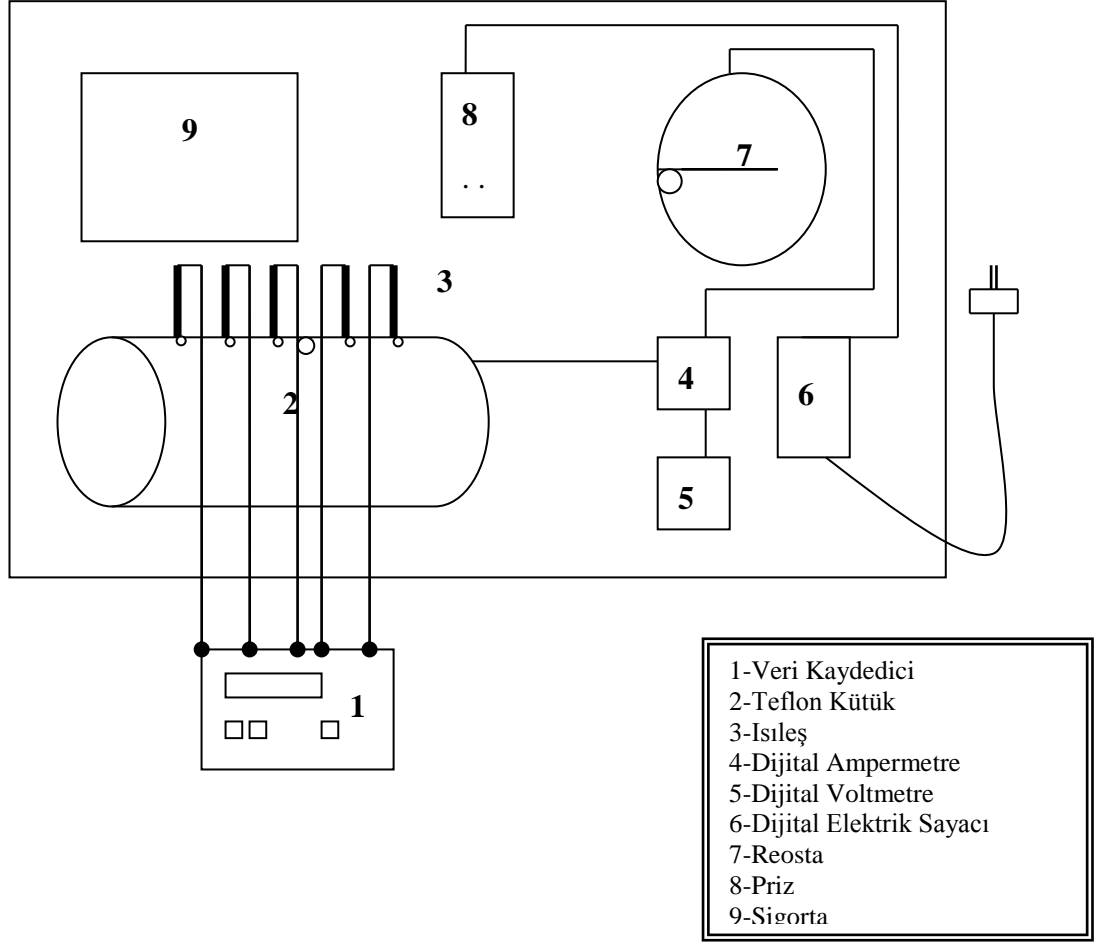 9
8
7
3
4
6
2
5
1
1-Veri Kaydedici
2-Teflon Kütük
3-Isıleş
4-Dijital Ampermetre
5-Dijital Voltmetre
6-Dijital Elektrik Sayacı
7-Reosta
8-Priz
9-Sigorta